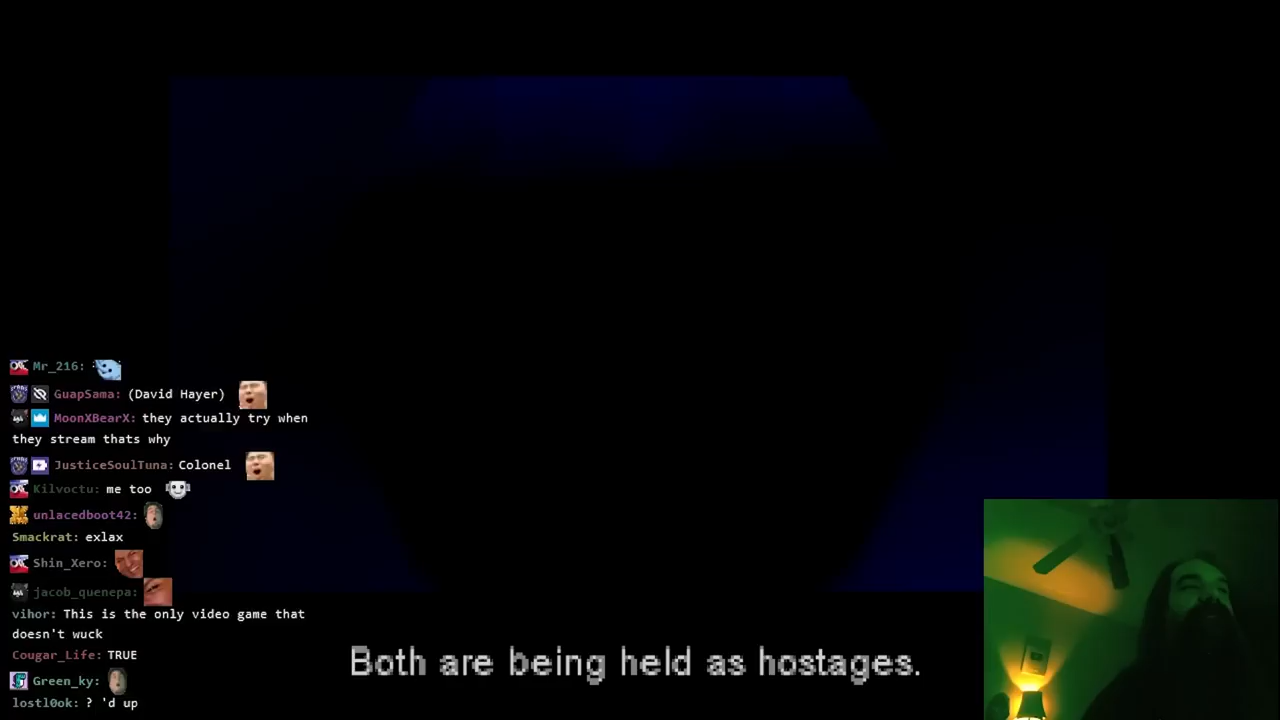 Mr_216:
GuapSama: (David Hayer)
MoonXBearX: they actually try when
they stream thats why
JusticeSoulTuna: Colonel
Kilvoctu: me too
unlacedboot42:
Smackrat: exlax
Shin_Xero:
jacob_quenepa:
vihor: This is the only video game that
doesn't wuck
Cougar_Life: TRUE
Green_ky:
lostl0ok: ? 'd up
Both are being held as hostages.